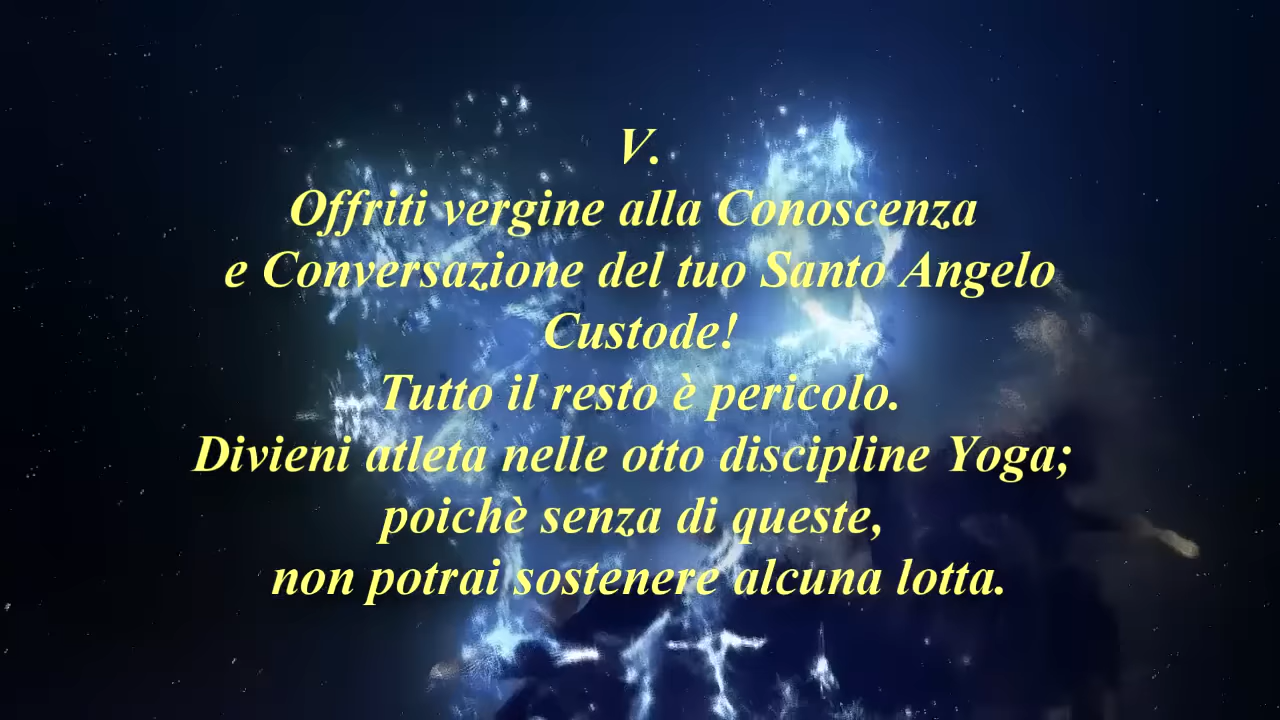 V.
Offriti vergine alla Conoscenza
e Conversazione del tuo Santo Angelo
Custode!
Tutto il resto è pericolo.
Divieni atleta nelle otto discipline Yoga;
poichè senza di queste,
non potrai sostenere alcuna lotta.